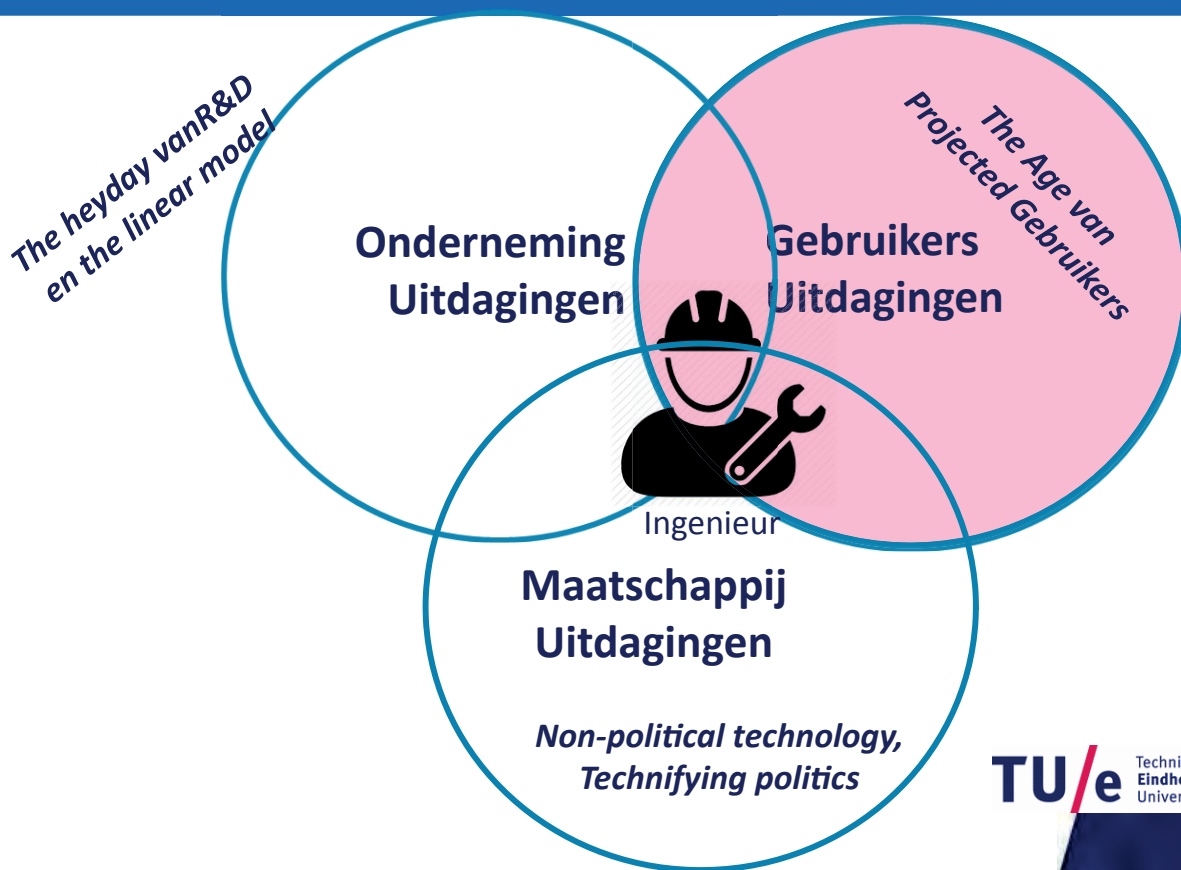 The heyday vanR&D
en the linear model
The Age van
Projected Gebruikers
Onderneming
Uitdagingen
Gebruikers
Uitdagingen
Ingenieur
Maatschappij
Uitdagingen
Non-political technology,
Technifying politics
TU/e